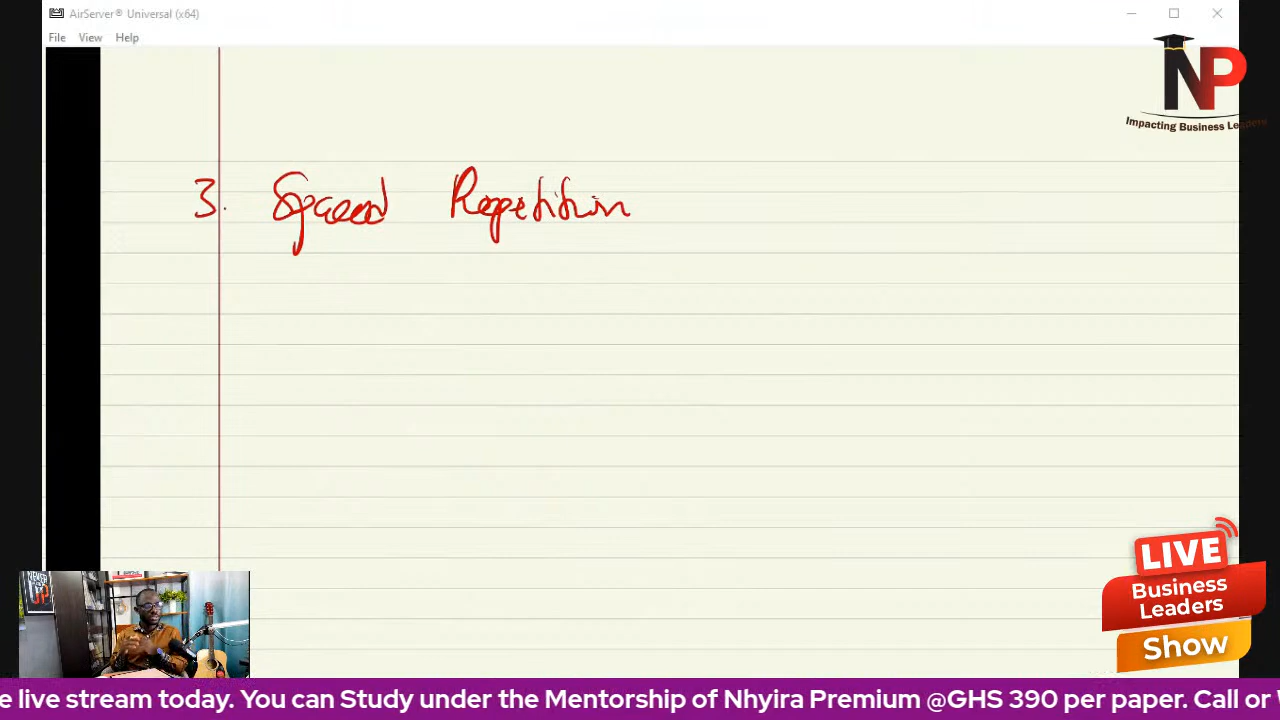 AirServer® Universal (x64)
File View Help
NP
Impacting Business Leaders
3. Spaced Repetition
LIVE
Business
Leaders
Show
e live stream today. You can Study under the Mentorship of Nhyira Premium @GHS 390 per paper. Call or